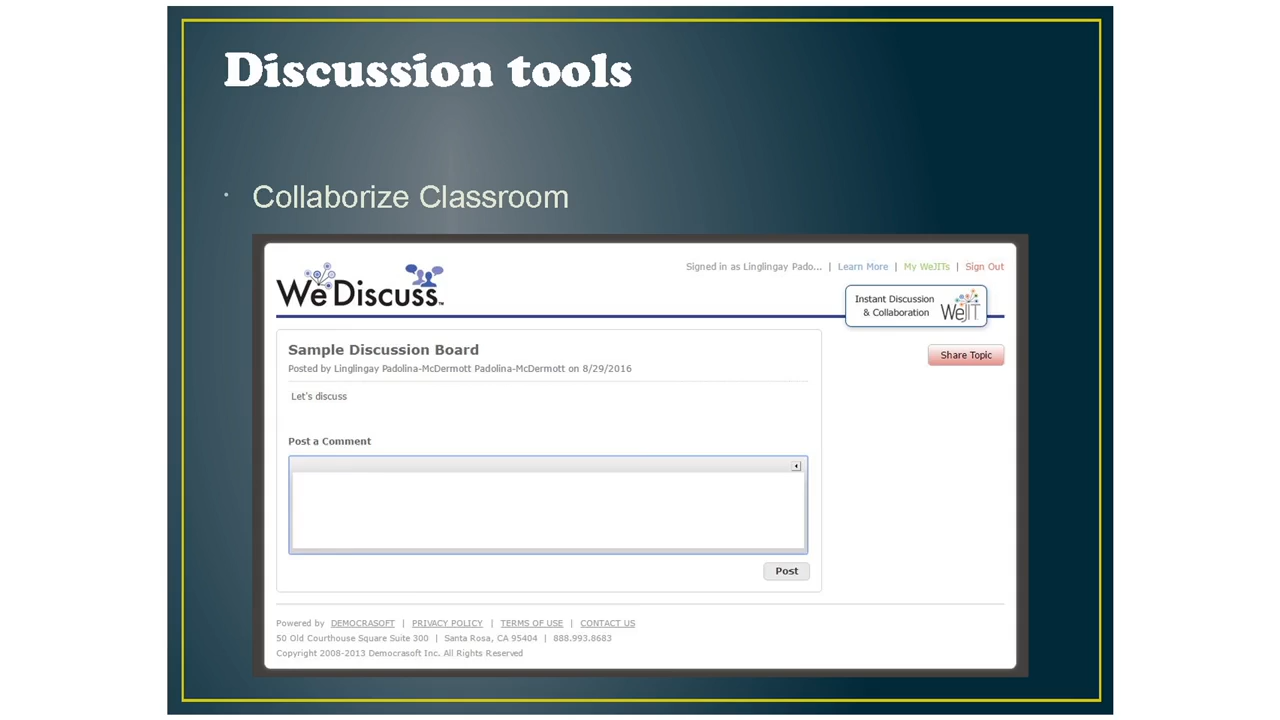 Discussion tools
• Collaborize Classroom
Signed in as Linglingay Pado... | Learn More | My WeJITs | Sign Out
WeDiscuss™
Instant Discussion
& Collaboration
WeJIT
Share Topic
Sample Discussion Board
Posted by Linglingay Padolina-McDermott Padolina-McDermott on 8/29/2016
Let's discuss
Post a Comment
Post
Powered by DEMOCRASOFT | PRIVACY POLICY | TERMS OF USE | CONTACT US
50 Old Courthouse Square Suite 300 | Santa Rosa, CA 95404 | 888.993.8683
Copyright 2008-2013 Democrasoft Inc. All Rights Reserved